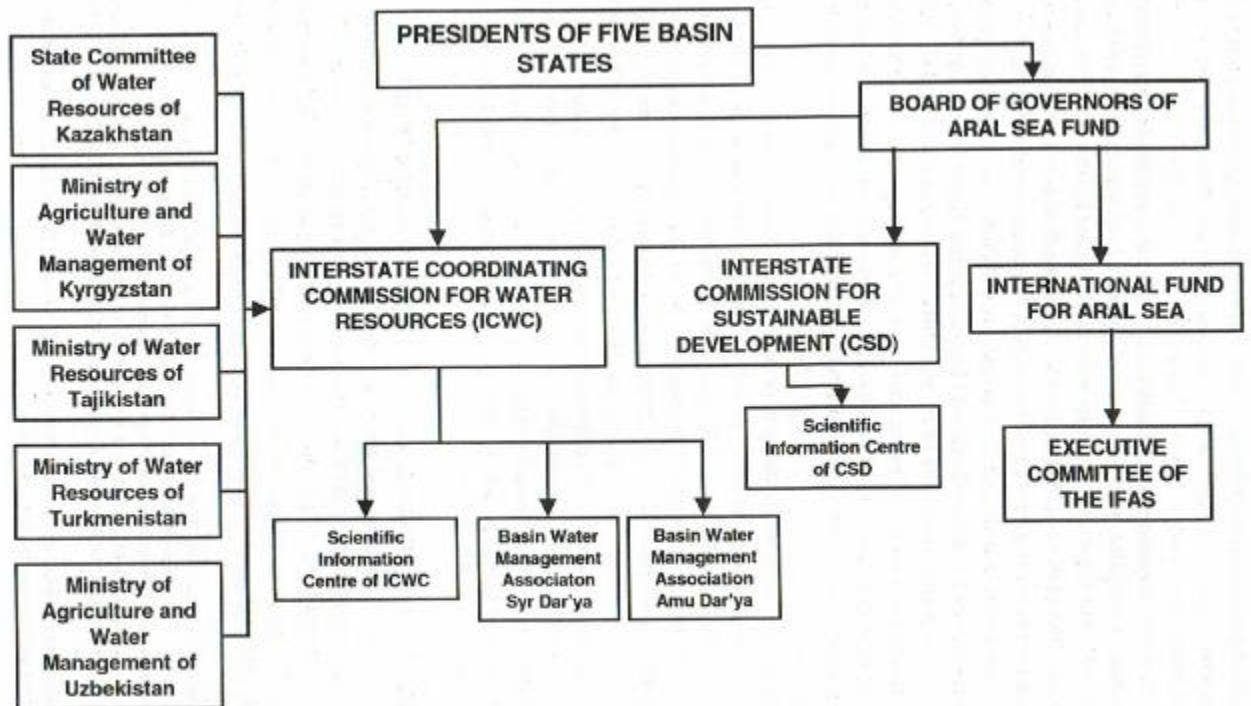 PRESIDENTS OF FIVE BASIN
STATES
State Committee
of Water
Resources of
Kazakhstan
BOARD OF GOVERNORS OF
ARAL SEA FUND
Ministry of
Agriculture and
Water
Management of
Kyrgyzstan
INTERSTATE COORDINATING
COMMISSION FOR WATER
RESOURCES (ICWC)
INTERSTATE
COMMISSION FOR
SUSTAINABLE
DEVELOPMENT (CSD)
INTERNATIONAL FUND
FOR ARAL SEA
Ministry of Water
Resources of
Tajikistan
Scientific
Information Centre
of CSD
EXECUTIVE
COMMITTEE OF
THE IFAS
Ministry of Water
Resources of
Turkmenistan
Scientific
Information
Centre of ICWC
Basin Water
Management
Associaton
Syr Dar'ya
Basin Water
Management
Association
Amu Dar'ya
Ministry of
Agriculture and
Water
Management of
Uzbekistan